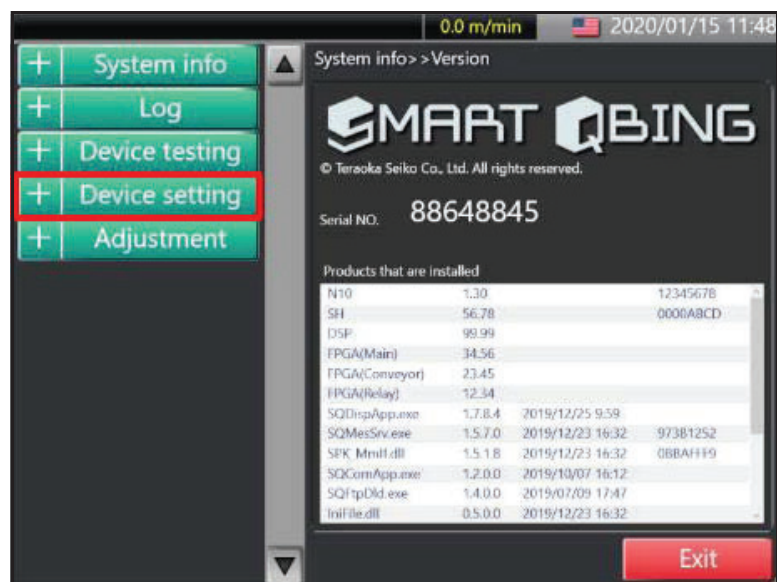 0.0 m/min 2020/01/15 11:48
+ System info
+ Log
+ Device testing
+ Device setting
+ Adjustment
System info>>Version
SMART QBING
© Teraoka Seiko Co., Ltd. All rights reserved.
Serial NO. 88648845
Products that are installed
N10 1.30 12345678
SH 56.78 0000ABCD
DSP 99.99
FPGA(Main) 34.56
FPGA(Conveyor) 23.45
FPGA(Relay) 12.34
SQDispApp.exe 1.7.8.4 2019/12/25 9:59
SQMesSrv.exe 1.5.7.0 2019/12/23 16:32 97381252
1.5.1.8 2019/12/23 16:32
SQComApp.exe 1.2.0.0 2019/10/07 16:12
SQFtpDld.exe 1.4.0.0 2019/07/09 17:47
IniFile.dll 0.5.0.0 2019/12/23 16:32
Exit